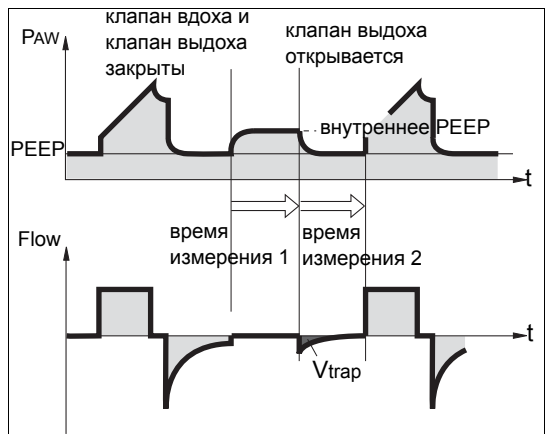 PAW
клапан вдоха и
клапан выдоха
закрыты
клапан выдоха
открывается
внутреннее PEEP
PEEP
t
время
измерения 1
время
измерения 2
Flow
t
Vtrap